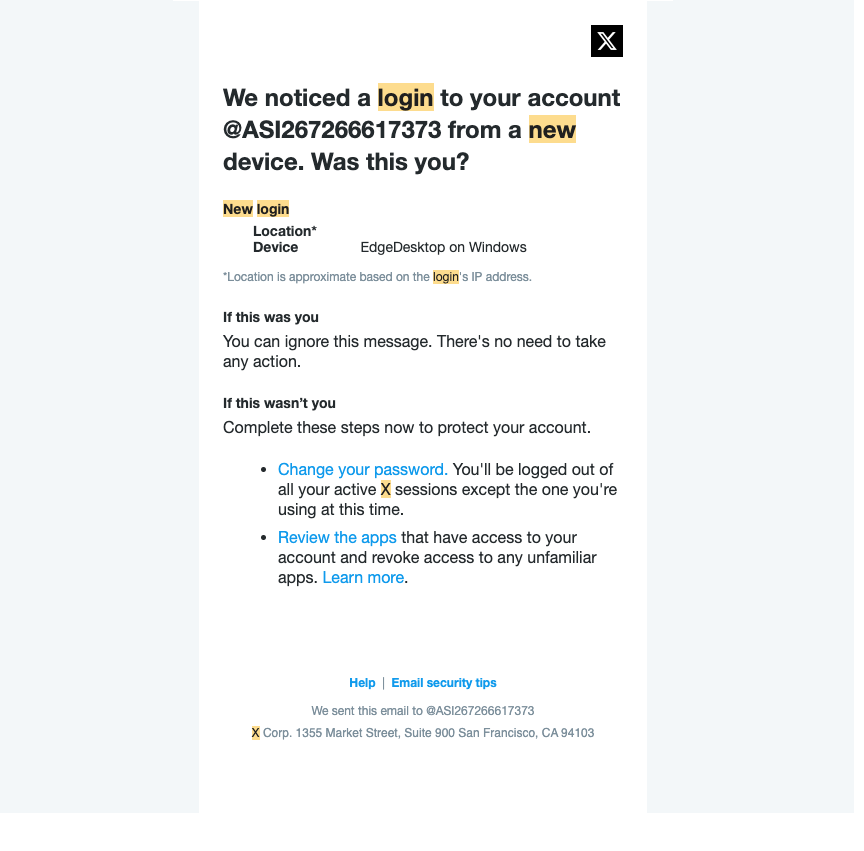 X
We noticed a login to your account
@ASI267266617373 from a new
device. Was this you?
New login
Location*
Device EdgeDesktop on Windows
*Location is approximate based on the login's IP address.
If this was you
You can ignore this message. There's no need to take
any action.
If this wasn’t you
Complete these steps now to protect your account.
• Change your password. You'll be logged out of
all your active X sessions except the one you're
using at this time.
• Review the apps that have access to your
account and revoke access to any unfamiliar
apps. Learn more.
Help | Email security tips
We sent this email to @ASI267266617373
X Corp. 1355 Market Street, Suite 900 San Francisco, CA 94103